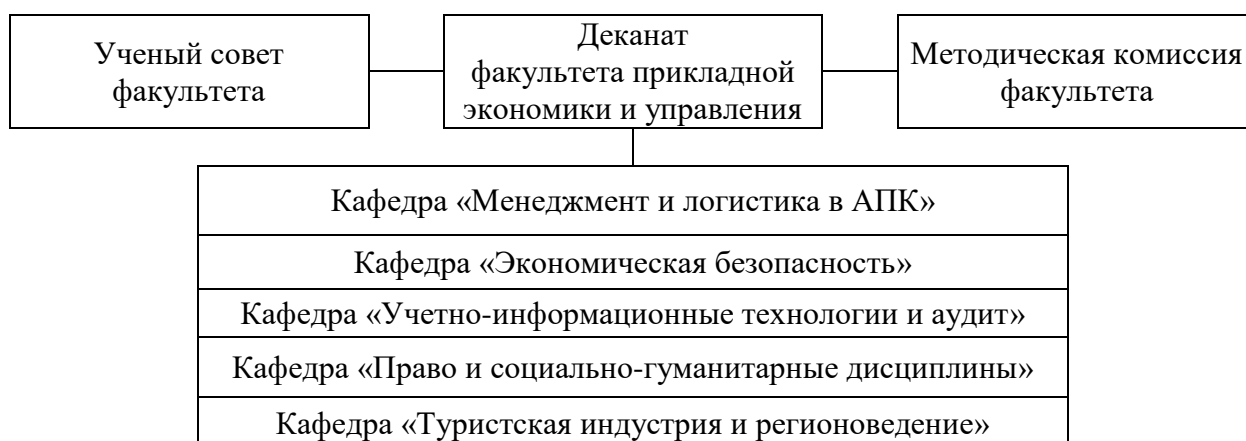 Ученый совет
факультета
Деканат
факультета прикладной
экономики и управления
Методическая комиссия
факультета
Кафедра «Менеджмент и логистика в АПК»
Кафедра «Экономическая безопасность»
Кафедра «Учетно-информационные технологии и аудит»
Кафедра «Право и социально-гуманитарные дисциплины»
Кафедра «Туристская индустрия и регионоведение»